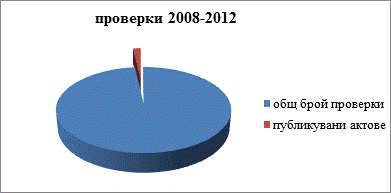 проверки 2008-2012
общ брой проверки
публикувани актове